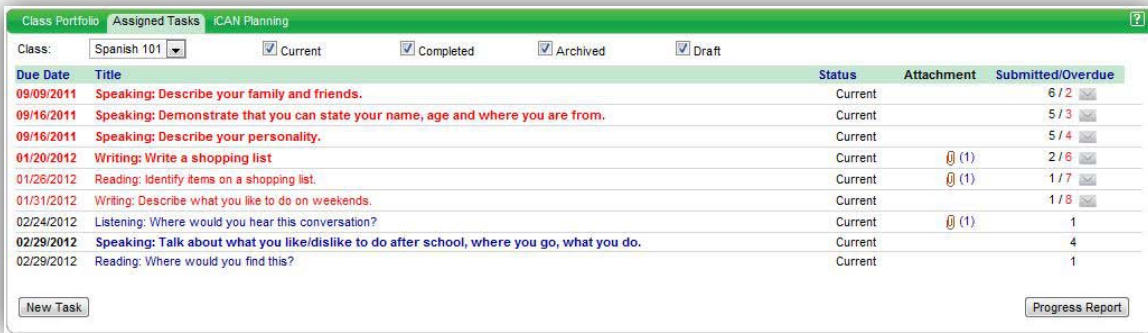 Class Portfolio Assigned Tasks iCAN Planning ?
Class: Spanish 101 Current Completed Archived Draft
Due Date Title Status Attachment Submitted/Overdue
09/09/2011 Speaking: Describe your family and friends. Current 6 / 2
09/16/2011 Speaking: Demonstrate that you can state your name, age and where you are from. Current 5 / 3
09/16/2011 Speaking: Describe your personality. Current 5 / 4
01/20/2012 Writing: Write a shopping list Current (1) 2 / 6
01/26/2012 Reading: Identify items on a shopping list. Current (1) 1 / 7
01/31/2012 Writing: Describe what you like to do on weekends. Current 1 / 8
02/24/2012 Listening: Where would you hear this conversation? Current (1) 1
02/29/2012 Speaking: Talk about what you like/dislike to do after school, where you go, what you do. Current 4
02/29/2012 Reading: Where would you find this? Current 1
New Task Progress Report